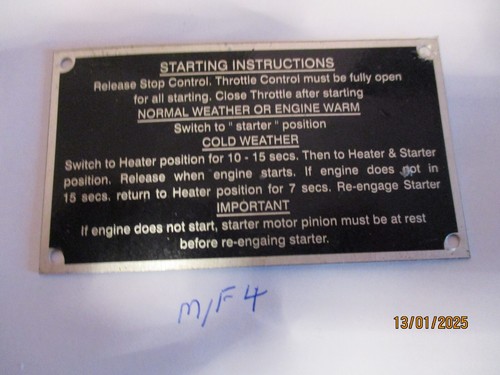 STARTING INSTRUCTIONS
Release Stop Control. Throttle Control must be fully open
for all starting. Close Throttle after starting
NORMAL WEATHER OR ENGINE WARM
Switch to " starter " position
COLD WEATHER
Switch to Heater position for 10 - 15 secs. Then to Heater & Starter
position. Release when engine starts. If engine does not in
15 secs. return to Heater position for 7 secs. Re-engage Starter
IMPORTANT
If engine does not start, starter motor pinion must be at rest
before re-engaing starter.
M/F 4
13/01/2025